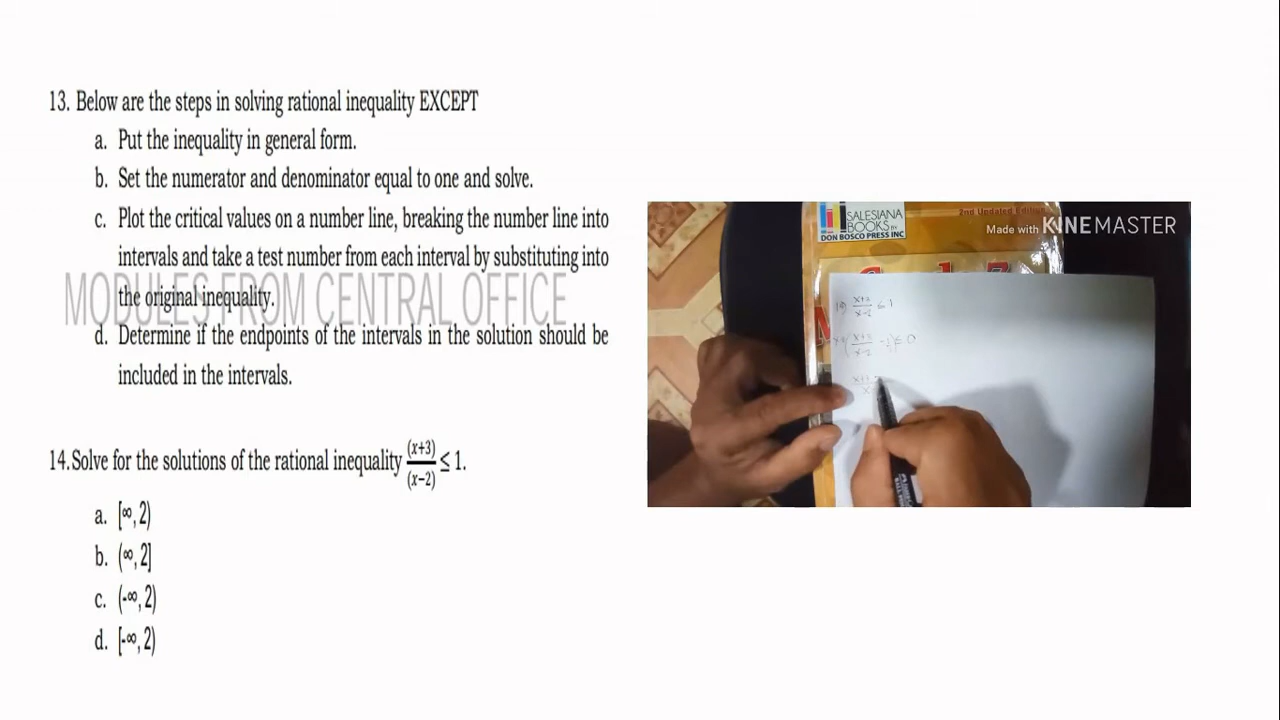 13. Below are the steps in solving rational inequality EXCEPT
a. Put the inequality in general form.
b. Set the numerator and denominator equal to one and solve.
c. Plot the critical values on a number line, breaking the number line into
intervals and take a test number from each interval by substituting into
the original inequality.
MODULES FROM CENTRAL OFFICE
d. Determine if the endpoints of the intervals in the solution should be
included in the intervals.
14.Solve for the solutions of the rational inequality (x+3)/(x−2) ≤ 1.
a. [∞, 2)
b. (∞, 2]
c. (-∞, 2)
d. [-∞, 2)
SALESIANA
BOOKS BY
DON BOSCO PRESS INC
2nd Updated Edition
Made with KINEMASTER